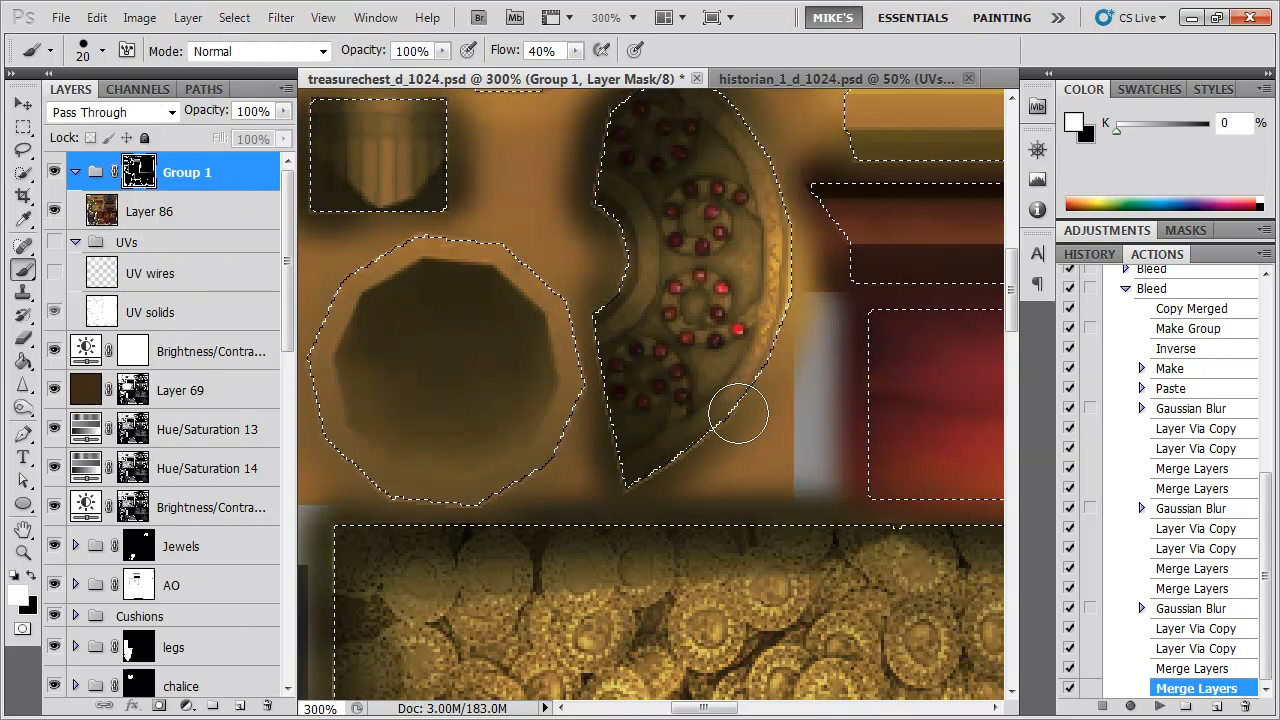 Ps File Edit Image Layer Select Filter View Window Help Br Mb 300% MIKE'S ESSENTIALS PAINTING CS Live
20 Mode: Normal Opacity: 100% Flow: 40%
treasurechest_d_1024.psd @ 300% (Group 1, Layer Mask/8) * historian_1_d_1024.psd @ 50% (UVs...
LAYERS CHANNELS PATHS
Pass Through Opacity: 100%
Lock: Fill: 100%
Group 1
Layer 86
UVs
UV wires
UV solids
Brightness/Contra...
Layer 69
Hue/Saturation 13
Hue/Saturation 14
Brightness/Contra...
Jewels
AO
Cushions
legs
chalice
300% Doc: 3.00M/183.0M
Mb
A
COLOR SWATCHES STYLES
K 0 %
ADJUSTMENTS MASKS
HISTORY ACTIONS
Bleed
Bleed
Copy Merged
Make Group
Inverse
Make
Paste
Gaussian Blur
Layer Via Copy
Layer Via Copy
Merge Layers
Merge Layers
Gaussian Blur
Layer Via Copy
Layer Via Copy
Merge Layers
Merge Layers
Gaussian Blur
Layer Via Copy
Layer Via Copy
Merge Layers
Merge Layers